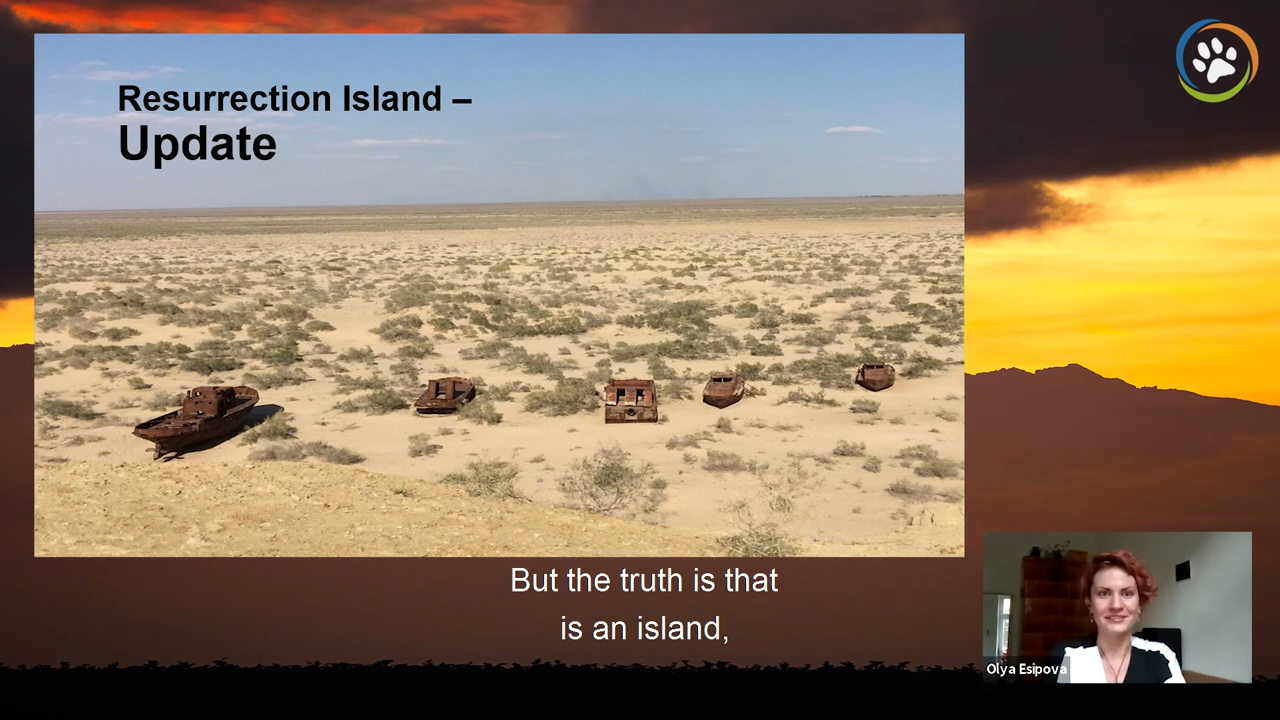 Resurrection Island –
Update
But the truth is that
is an island,
Olya Esipova